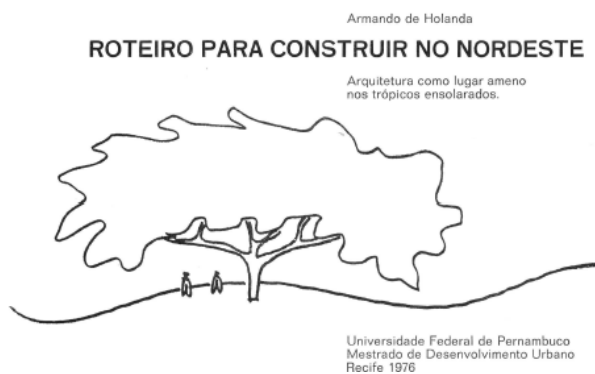 Armando de Holanda
ROTEIRO PARA CONSTRUIR NO NORDESTE
Arquitetura como lugar ameno
nos trópicos ensolarados.
Universidade Federal de Pernambuco
Mestrado de Desenvolvimento Urbano
Recife 1976